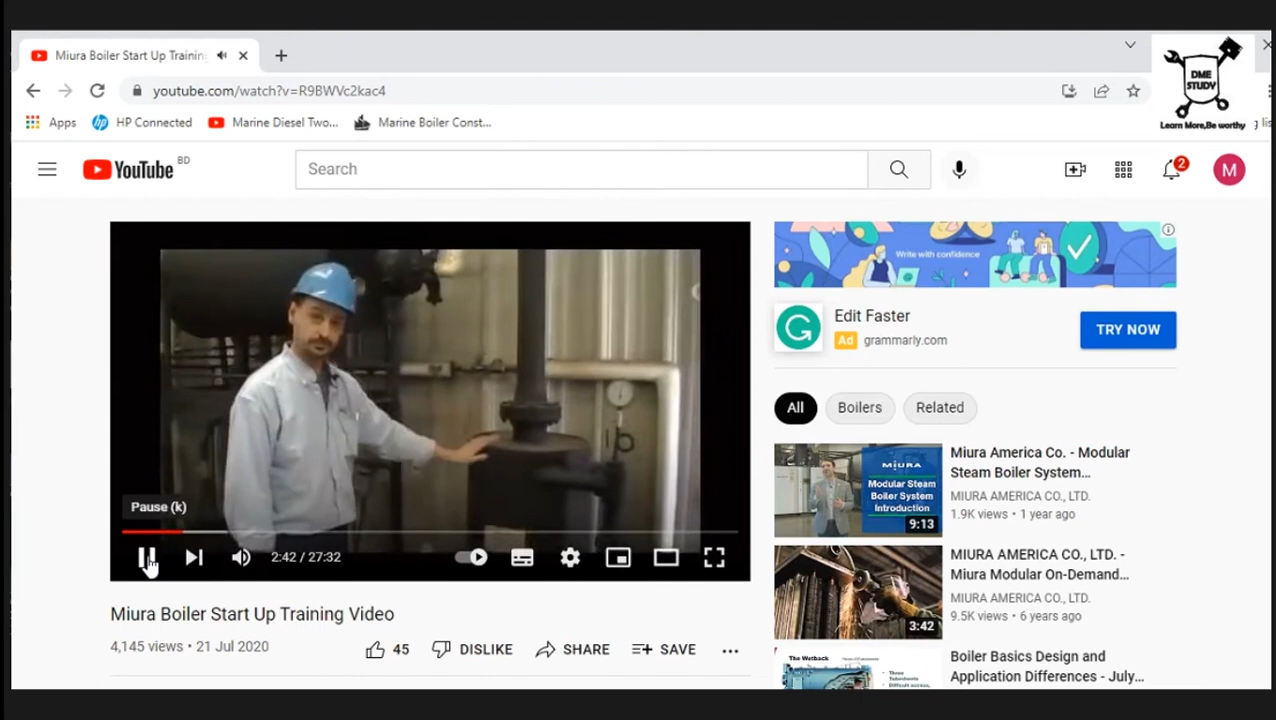 Miura Boiler Start Up Trainin
youtube.com/watch?v=R9BWVc2kac4
DME
STUDY
Learn More,Be worthy
Apps
HP Connected
Marine Diesel Two...
Marine Boiler Const...
YouTube BD
Search
2
M
Write with confidence
Edit Faster
Ad grammarly.com
TRY NOW
All
Boilers
Related
Pause (k)
2:42 / 27:32
MIURA
Modular Steam
Boiler System
Introduction
9:13
Miura America Co. - Modular
Steam Boiler System...
MIURA AMERICA CO., LTD.
1.9K views • 1 year ago
3:42
MIURA AMERICA CO., LTD. -
Miura Modular On-Demand...
MIURA AMERICA CO., LTD.
9.5K views • 6 years ago
Miura Boiler Start Up Training Video
4,145 views • 21 Jul 2020
45
DISLIKE
SHARE
SAVE
The Wetback
Boiler Basics Design and
Application Differences - July...